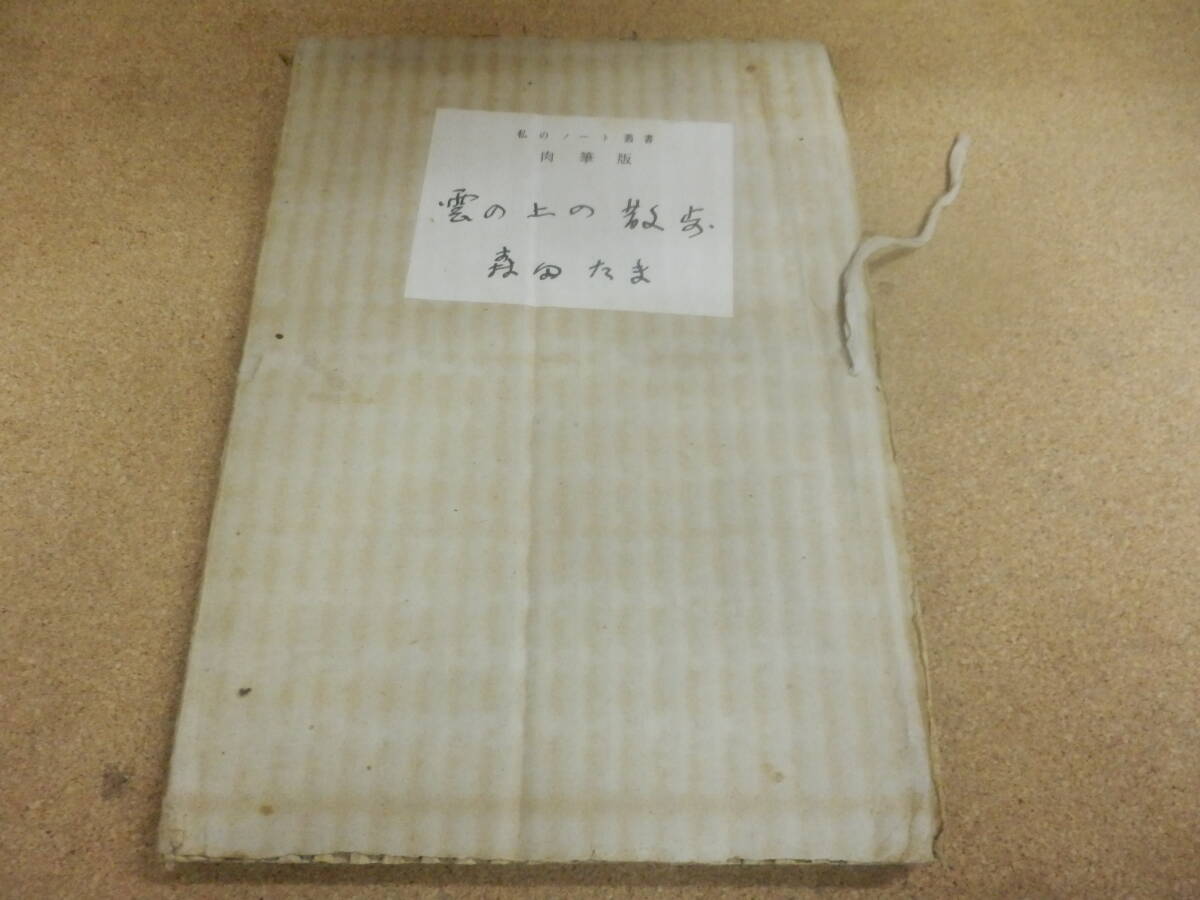 私のノート叢書
肉筆版
雲の上の散歩
森田たま